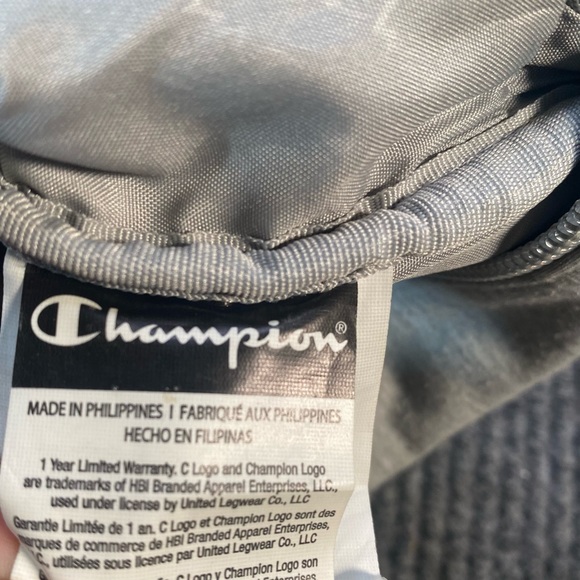 Champion®
MADE IN PHILIPPINES I FABRIQUÉ AUX PHILIPPINES
HECHO EN FILIPINAS
1 Year Limited Warranty. C Logo and Champion Logo
are trademarks of HBI Branded Apparel Enterprises, LLC,
used under license by United Legwear Co., LLC
Garantie Limitée de 1 an. C Logo et Champion Logo sont des
marques de commerce de HBI Branded Apparel Enterprises,
C, utilisées sous licence par United Legwear Co., LLC
C Logo y Champion Logo son
Enterprises, LLC,